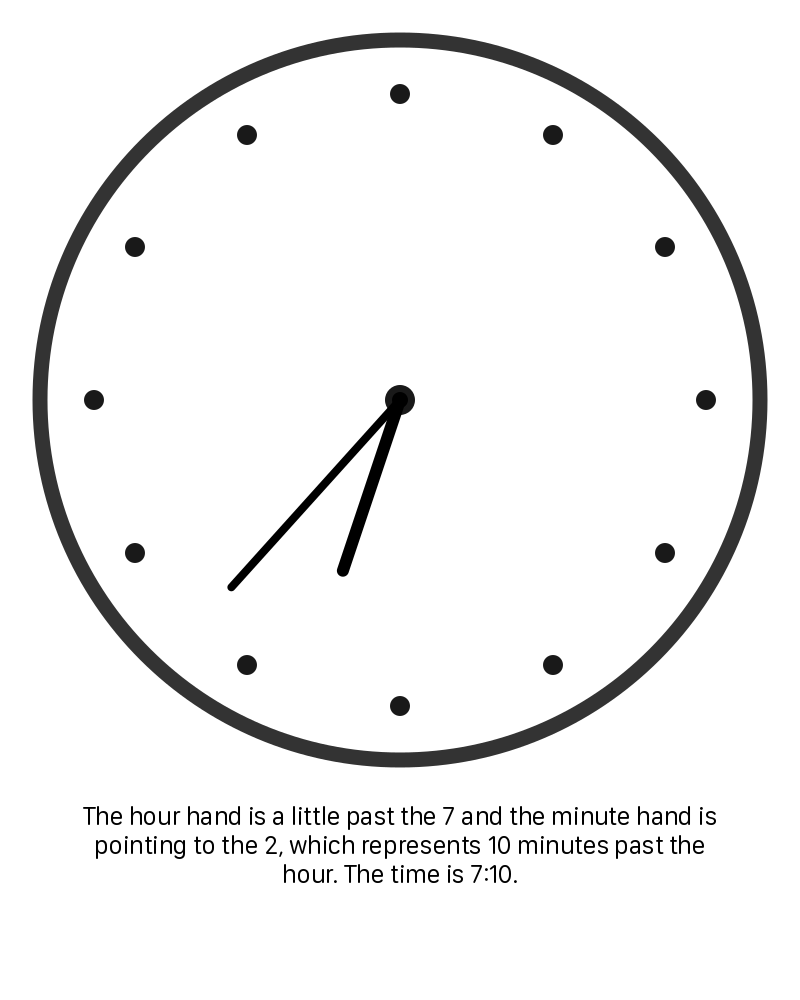 The hour hand is a little past the 7 and the minute hand is
pointing to the 2, which represents 10 minutes past the
hour. The time is 7:10.